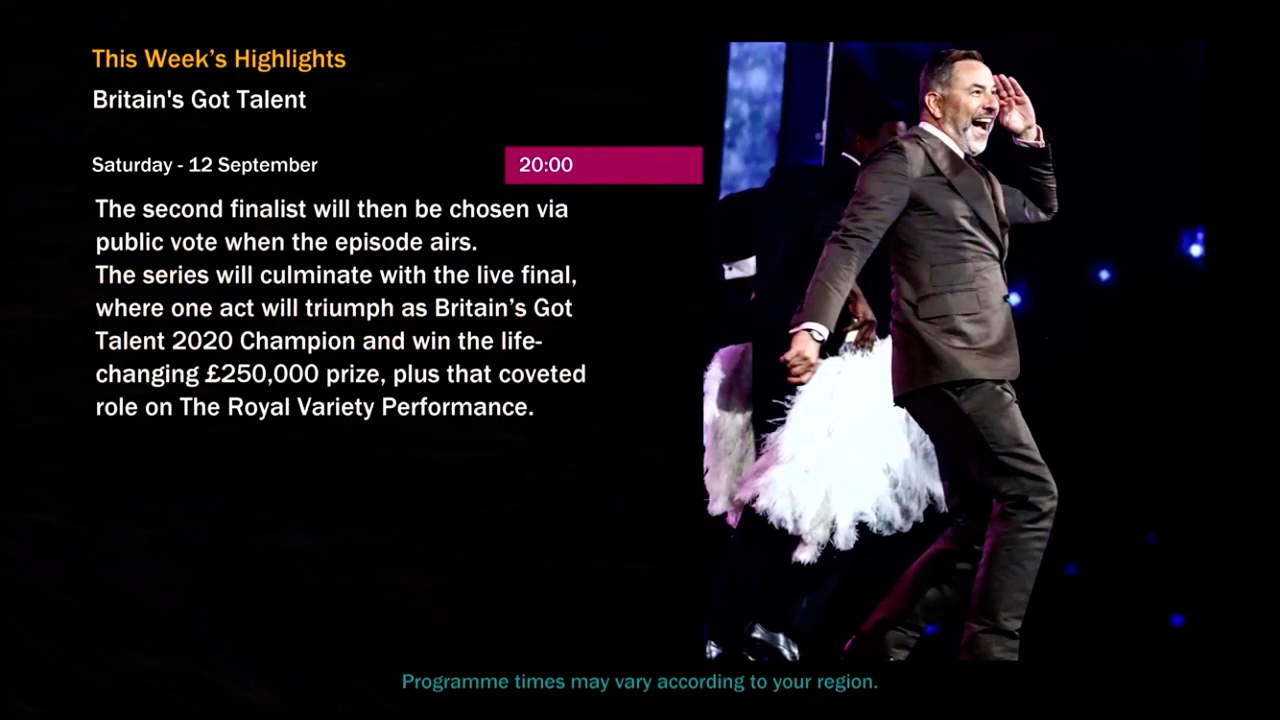 This Week’s Highlights
Britain's Got Talent
Saturday - 12 September
20:00
The second finalist will then be chosen via
public vote when the episode airs.
The series will culminate with the live final,
where one act will triumph as Britain’s Got
Talent 2020 Champion and win the life-
changing £250,000 prize, plus that coveted
role on The Royal Variety Performance.
Programme times may vary according to your region.